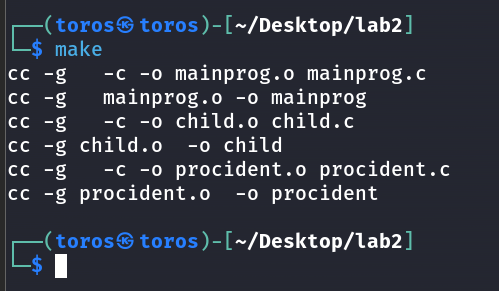 ┌──(toros㉿toros)-[~/Desktop/lab2]
└─$ make
cc -g   -c -o mainprog.o mainprog.c
cc -g   mainprog.o -o mainprog
cc -g   -c -o child.o child.c
cc -g child.o  -o child
cc -g   -c -o procident.o procident.c
cc -g procident.o  -o procident
┌──(toros㉿toros)-[~/Desktop/lab2]
└─$